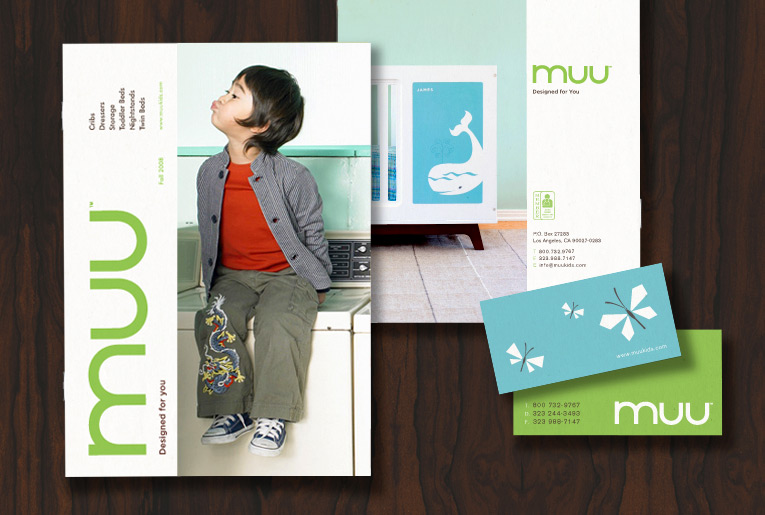 Cribs
Dressers
Storage
Toddler Beds
Nightstands
Twin Beds
www.muukids.com
Fall 2008
muu™
Designed for you
JAMES
muu™
Designed for You
P.O. Box 27283
Los Angeles, CA 90027-0283
T 800.732.9767
F 323.988.7147
E info@muukids.com
www.muukids.com
t 800 732-9767
323 244-3493
f 323 988-7147
muu™